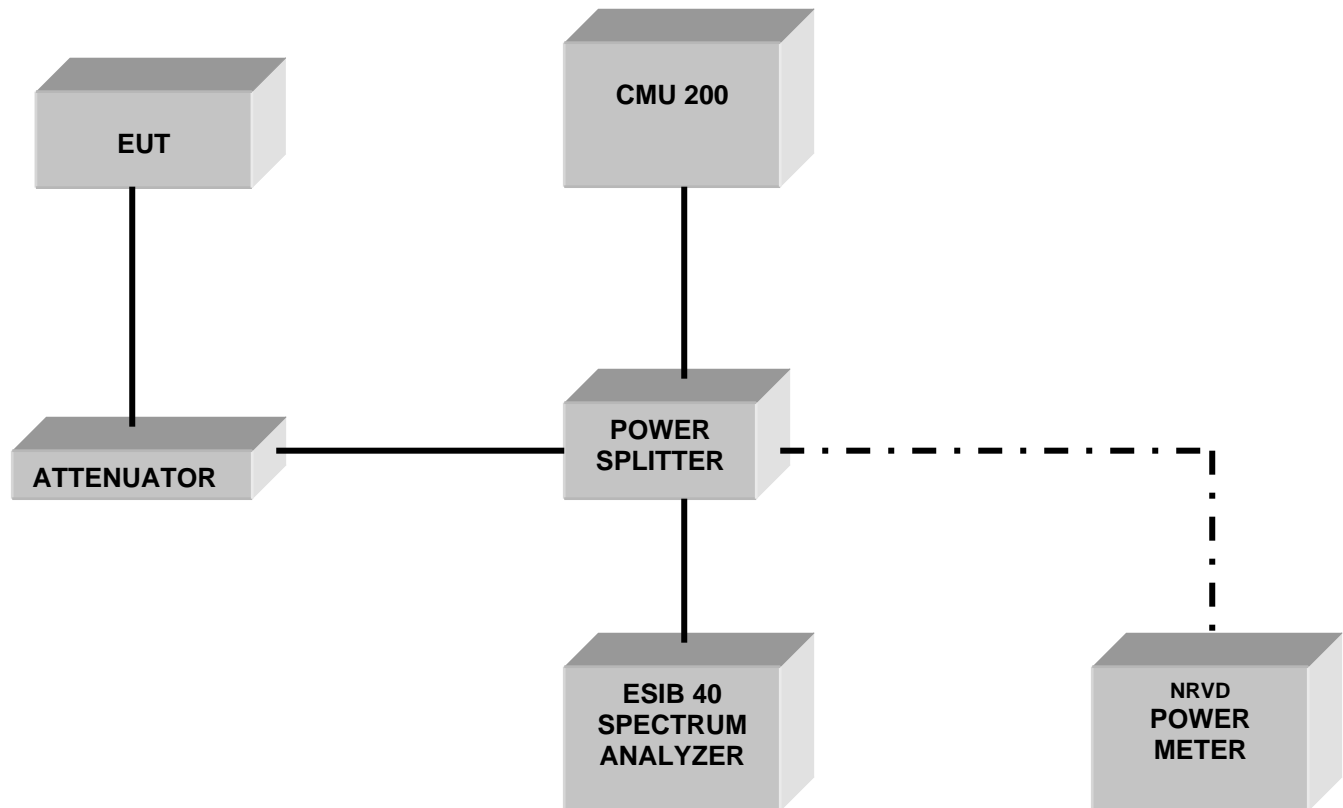 EUT
CMU 200
ATTENUATOR
POWER
SPLITTER
ESIB 40
SPECTRUM
ANALYZER
NRVD
POWER
METER